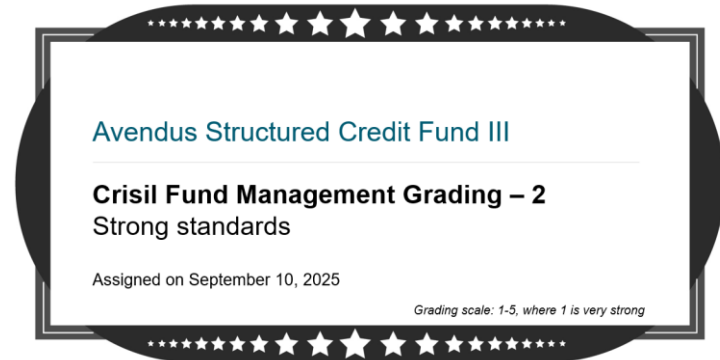 Avendus Structured Credit Fund III
Crisil Fund Management Grading – 2
Strong standards
Assigned on September 10, 2025
Grading scale: 1-5, where 1 is very strong